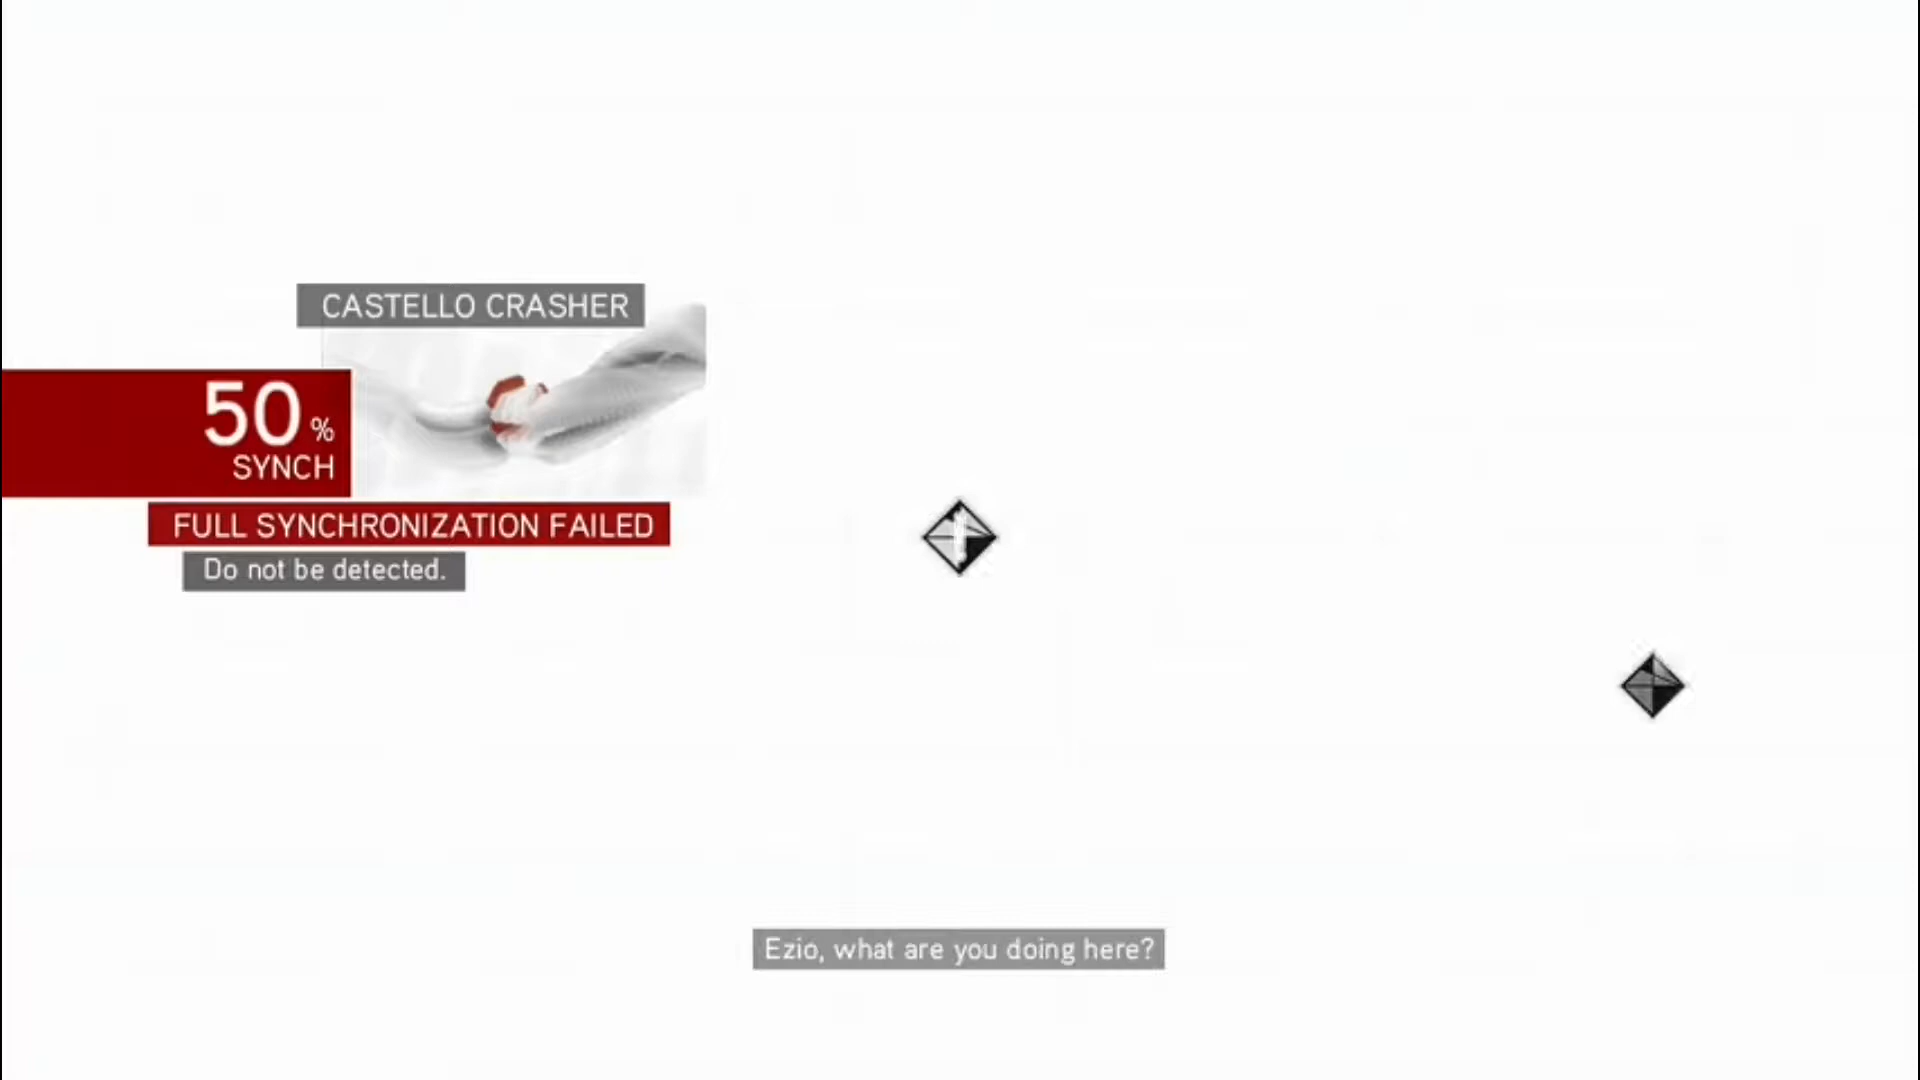 CASTELLO CRASHER
50 %
SYNCH
FULL SYNCHRONIZATION FAILED
Do not be detected.
Ezio, what are you doing here?